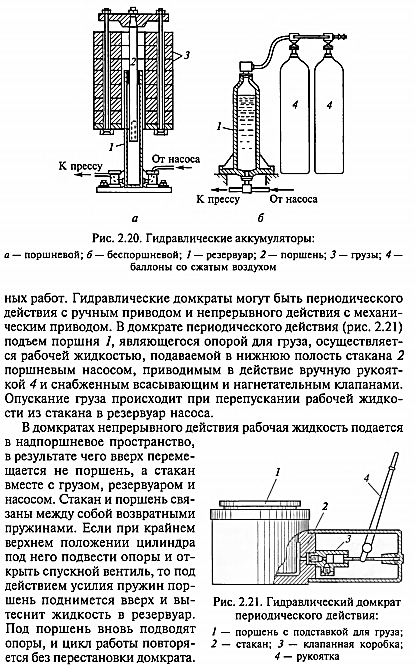 3
2
1
К прессу
От насоса
4
4
1
К прессу
От насоса
а
б
Рис. 2.20. Гидравлические аккумуляторы:
а — поршневой; б — беспоршневой; 1 — резервуар; 2 — поршень; 3 — грузы; 4 —
баллоны со сжатым воздухом
ных работ. Гидравлические домкраты могут быть периодического
действия с ручным приводом и непрерывного действия с механи-
ческим приводом. В домкрате периодического действия (рис. 2.21)
подъем поршня 1, являющегося опорой для груза, осуществляет-
ся рабочей жидкостью, подаваемой в нижнюю полость стакана 2
поршневым насосом, приводимым в действие вручную рукоят-
кой 4 и снабженным всасывающим и нагнетательным клапанами.
Опускание груза происходит при перепускании рабочей жидко-
сти из стакана в резервуар насоса.
В домкратах непрерывного действия рабочая жидкость подается
в надпоршневое пространство,
в результате чего вверх переме-
щается не поршень, а стакан
вместе с грузом, резервуаром и
насосом. Стакан и поршень свя-
заны между собой возвратными
пружинами. Если при крайнем
верхнем положении цилиндра
под него подвести опоры и от-
крыть спускной вентиль, то под
действием усилия пружин пор-
шень поднимется вверх и вы-
теснит жидкость в резервуар.
Под поршень вновь подводят
опоры, и цикл работы повторя-
ется без перестановки домкрата.
1
2
3
4
Рис. 2.21. Гидравлический домкрат
периодического действия:
1 — поршень с подставкой для груза;
2 — стакан; 3 — клапанная коробка;
4 — рукоятка